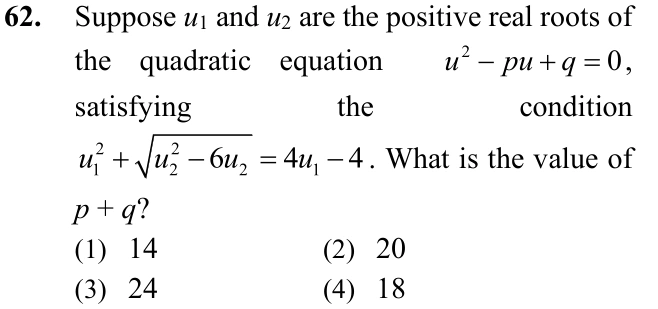 62. Suppose u₁ and u₂ are the positive real roots of
the quadratic equation u² − pu + q = 0,
satisfying the condition
u₁² + √(u₂² − 6u₂) = 4u₁ − 4. What is the value of
p + q?
(1) 14 (2) 20
(3) 24 (4) 18